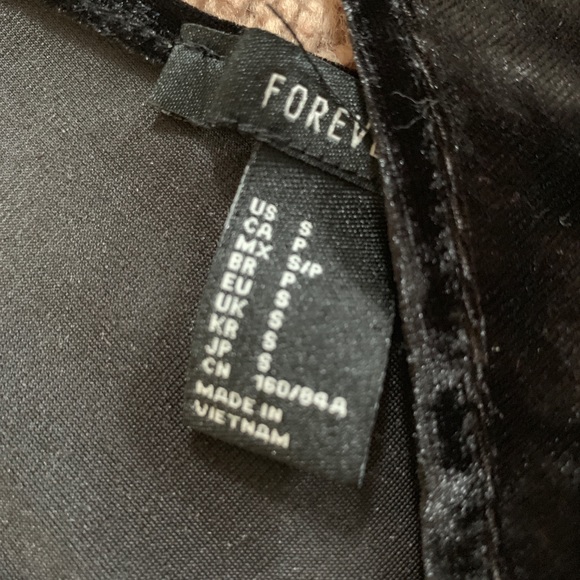 FOREV
US S
CA P
MX S/P
BR P
EU S
UK S
KR S
JP S
CN 160/84A
MADE IN
VIETNAM